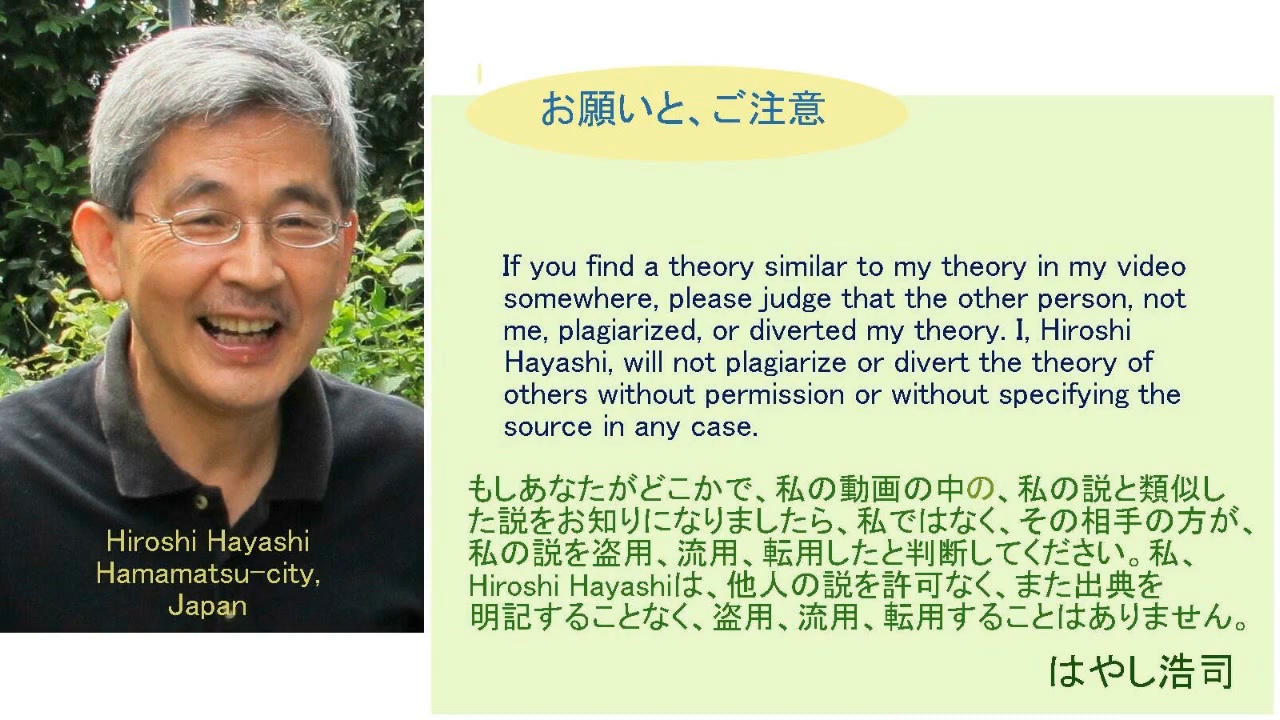 お願いと、ご注意
If you find a theory similar to my theory in my video
somewhere, please judge that the other person, not
me, plagiarized, or diverted my theory. I, Hiroshi
Hayashi, will not plagiarize or divert the theory of
others without permission or without specifying the
source in any case.
もしあなたがどこかで、私の動画の中の、私の説と類似し
た説をお知りになりましたら、私ではなく、その相手の方が、
私の説を盗用、流用、転用したと判断してください。私、
Hiroshi Hayashiは、他人の説を許可なく、また出典を
明記することなく、盗用、流用、転用することはありません。
はやし浩司
Hiroshi Hayashi
Hamamatsu-city,
Japan